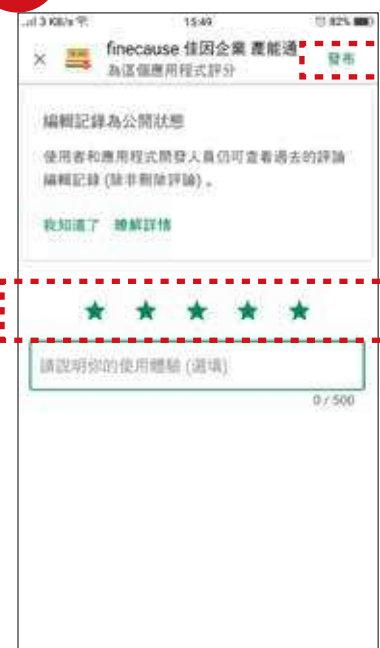 3 KB/s 15:49 82%
finecause 佳因企業 農能通
為這個應用程式評分
發布
編輯記錄為公開狀態
使用者和應用程式開發人員仍可查看過去的評論
編輯記錄 (除非刪除評論) 。
我知道了 瞭解詳情
請說明你的使用體驗 (選填)
0 / 500